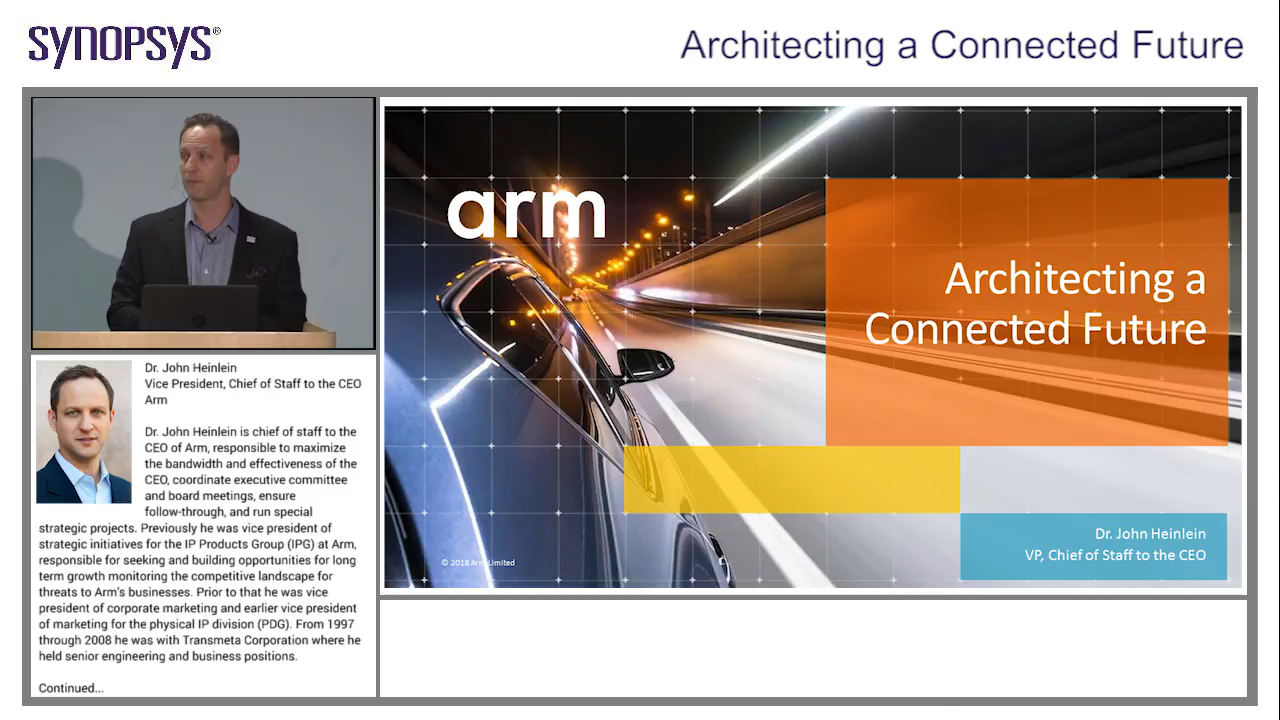 SYNOPSYS®
Architecting a Connected Future
arm
Architecting a
Connected Future
Dr. John Heinlein
VP, Chief of Staff to the CEO
© 2018 Arm Limited
Dr. John Heinlein
Vice President, Chief of Staff to the CEO
Arm
Dr. John Heinlein is chief of staff to the
CEO of Arm, responsible to maximize
the bandwidth and effectiveness of the
CEO, coordinate executive committee
and board meetings, ensure
follow-through, and run special
strategic projects. Previously he was vice president of
strategic initiatives for the IP Products Group (IPG) at Arm,
responsible for seeking and building opportunities for long
term growth monitoring the competitive landscape for
threats to Arm's businesses. Prior to that he was vice
president of corporate marketing and earlier vice president
of marketing for the physical IP division (PDG). From 1997
through 2008 he was with Transmeta Corporation where he
held senior engineering and business positions.
Continued...